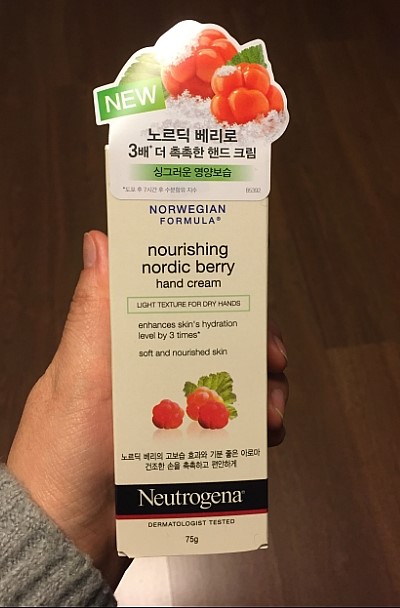 NEW
노르딕 베리로
3배* 더 촉촉한 핸드 크림
싱그러운 영양보습
NORWEGIAN
FORMULA®
nourishing
nordic berry
hand cream
LIGHT TEXTURE FOR DRY HANDS
enhances skin's hydration
level by 3 times*
soft and nourished skin
노르딕 베리의 고보습 효과와 기분 좋은 아로마
건조한 손을 촉촉하고 편안하게
Neutrogena®
DERMATOLOGIST TESTED
75g